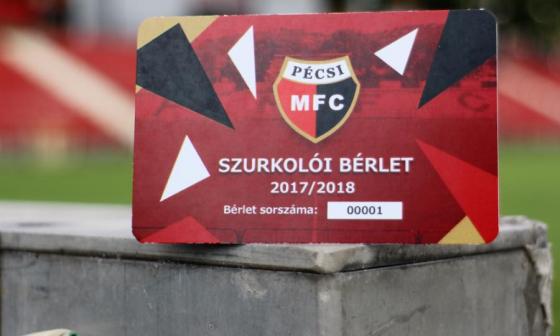 PÉCSI
MFC
SZURKOLÓI BÉRLET
2017/2018
Bérlet sorszáma: 00001